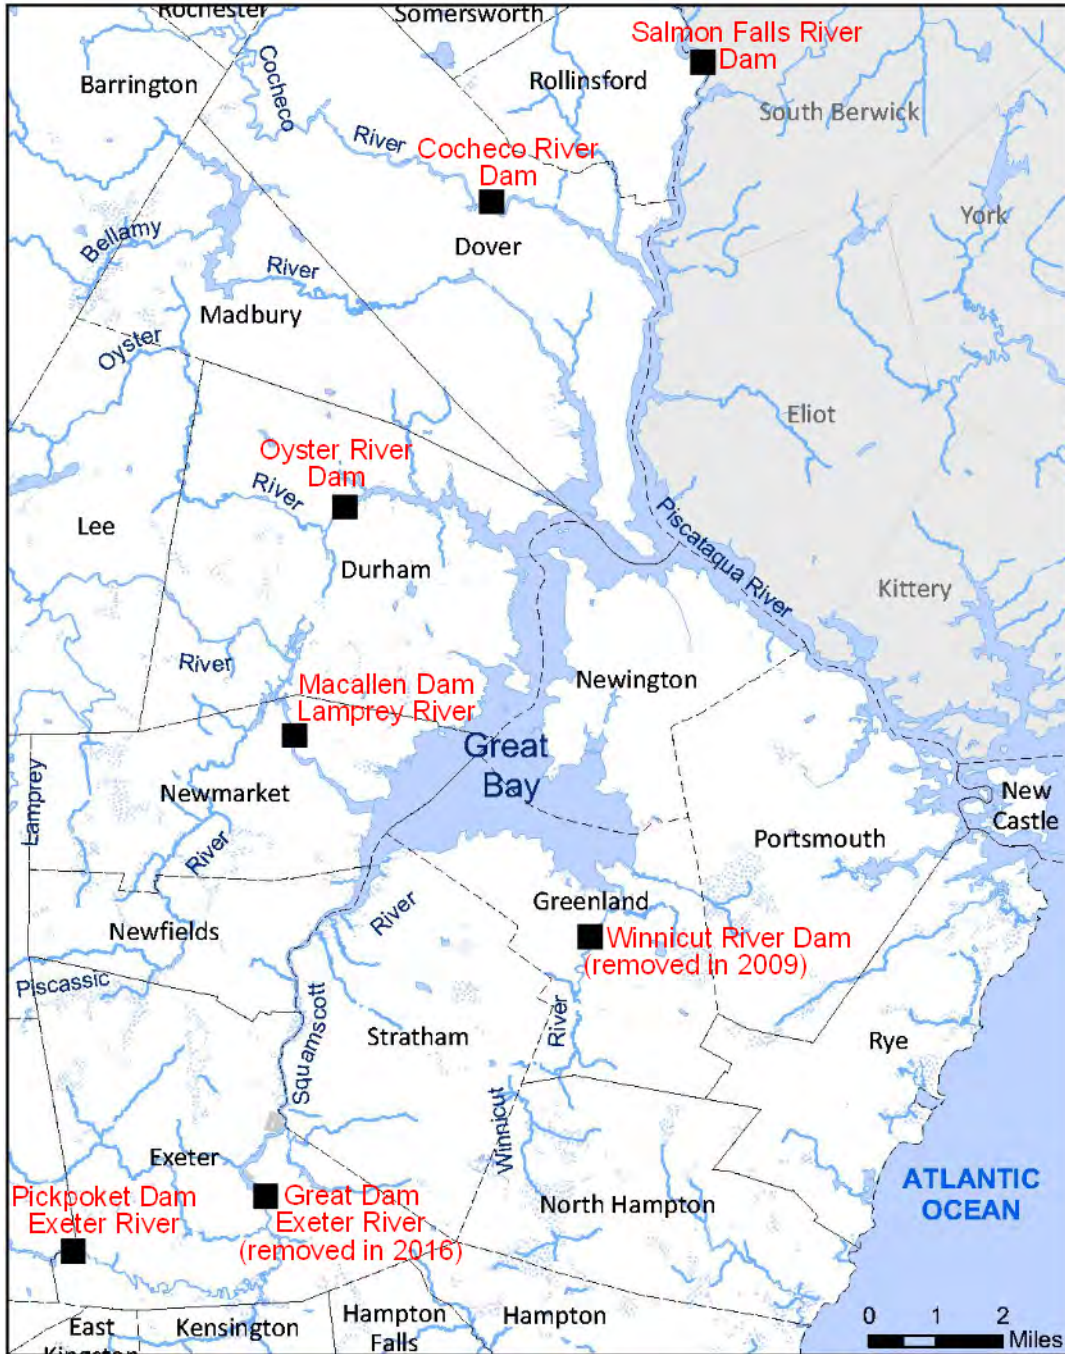 Rochester
Somersworth
Salmon Falls River
Dam
Barrington
Cocheco
Rollinsford
South Berwick
River
Cocheco River
Dam
York
Bellamy
Dover
River
Madbury
Oyster
Eliot
Oyster River
Dam
River
Lee
Piscataqua River
Durham
Kittery
River
Newington
Macallen Dam
Lamprey River
Great
Bay
Lamprey
Newmarket
New
Castle
River
Portsmouth
River
Greenland
Newfields
Winnicut River Dam
(removed in 2009)
Piscassic
Squamscott
River
Stratham
Rye
Winnicut
Exeter
Pickpoket Dam
Exeter River
Great Dam
Exeter River
(removed in 2016)
North Hampton
ATLANTIC
OCEAN
East
Kingston
Kensington
Hampton
Falls
Hampton
0 1 2
Miles